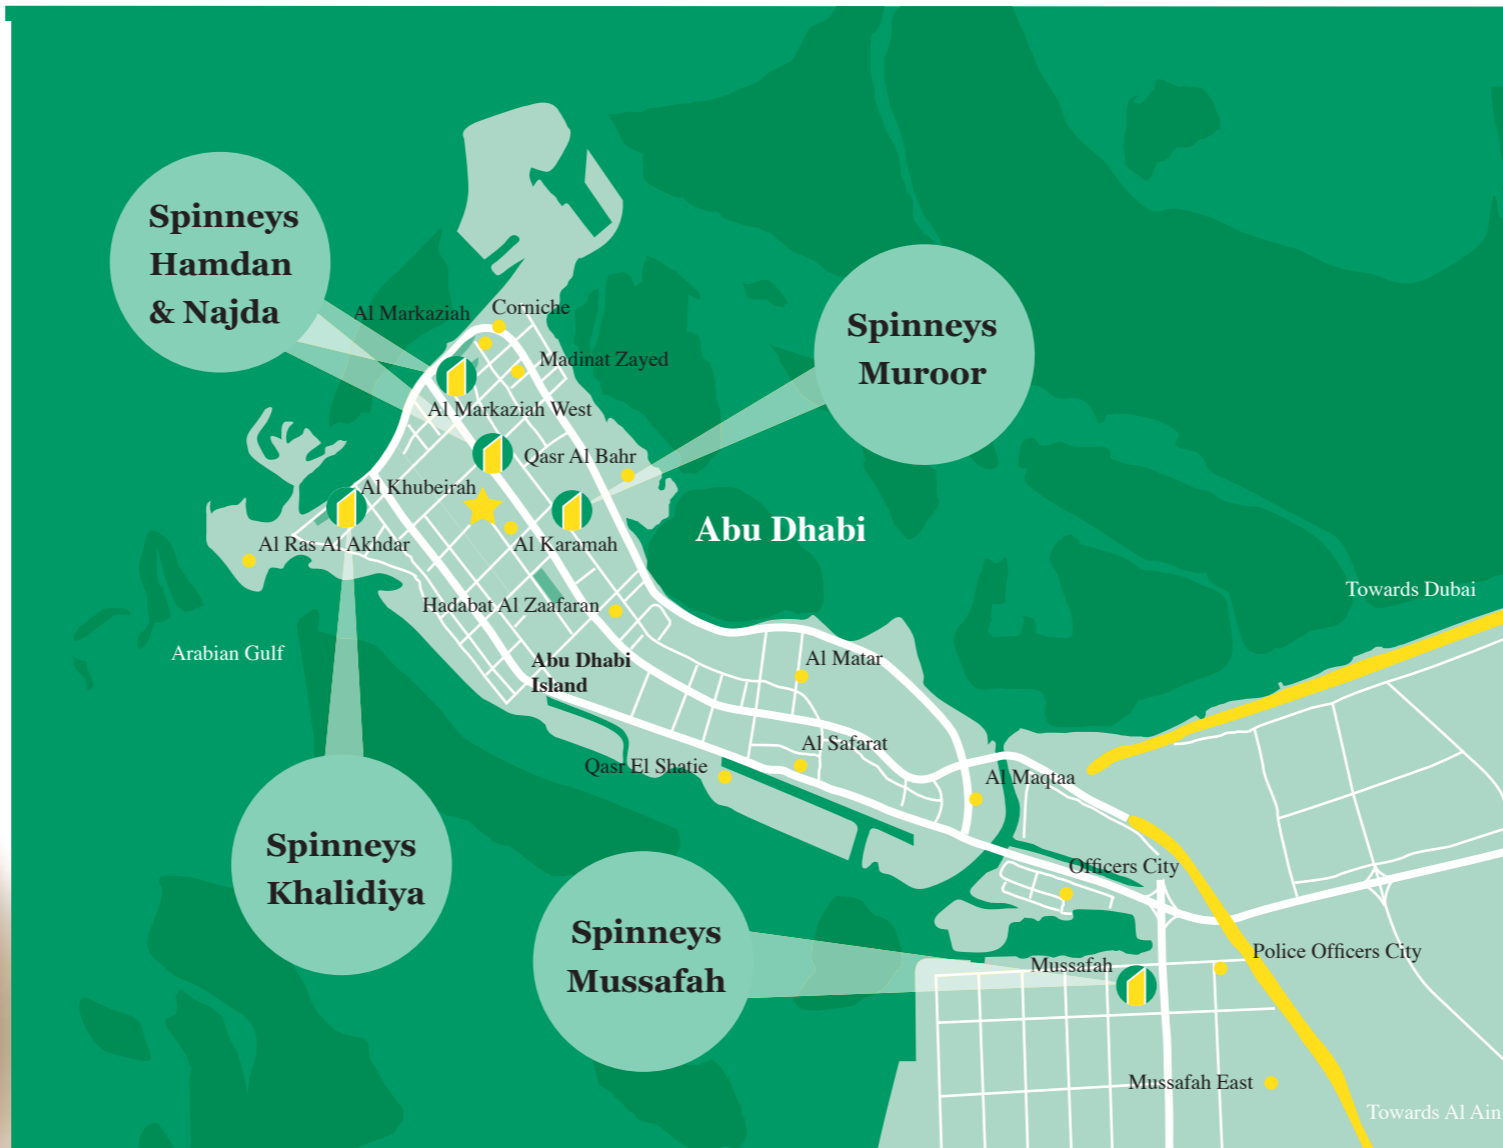 Spinneys
Hamdan
& Najda
Al Markaziah
Corniche
Spinneys
Muroor
Madinat Zayed
Al Markaziah West
Qasr Al Bahr
Al Khubeirah
Al Ras Al Akhdar
Al Karamah
Abu Dhabi
Towards Dubai
Hadabat Al Zaafaran
Arabian Gulf
Abu Dhabi
Island
Al Matar
Al Safarat
Qasr El Shatie
Al Maqtaa
Spinneys
Khalidiya
Officers City
Spinneys
Mussafah
Mussafah
Police Officers City
Mussafah East
Towards Al Ain